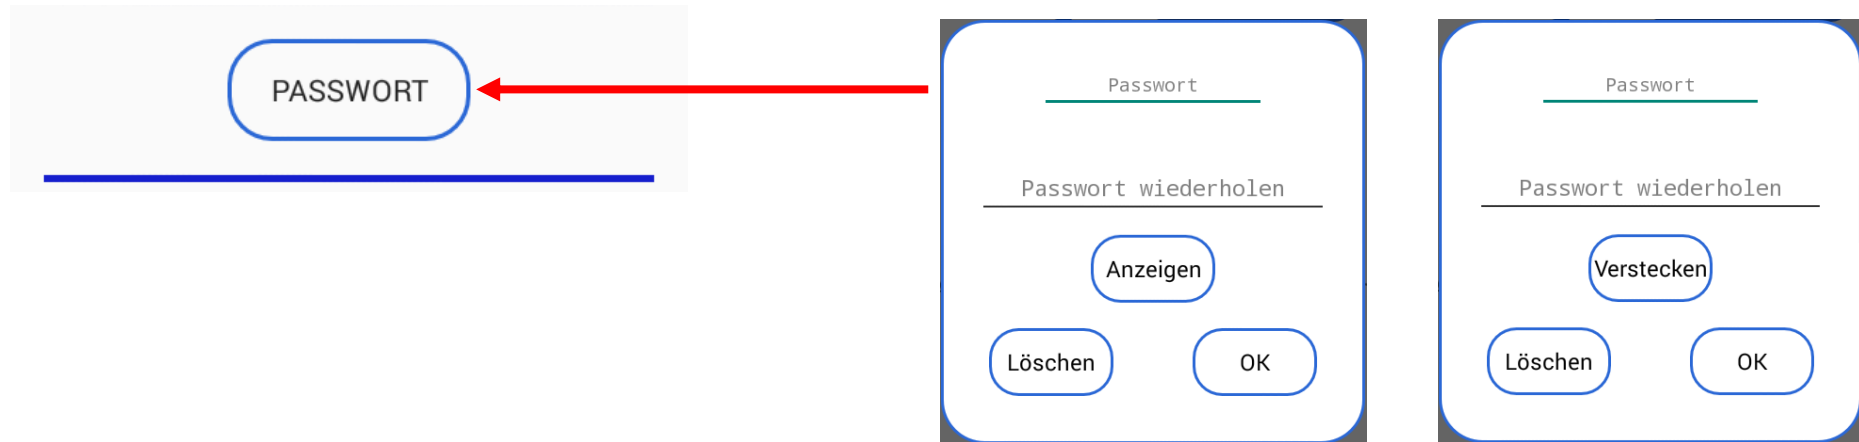 PASSWORT
Passwort
Passwort wiederholen
Anzeigen
Löschen
OK
Passwort
Passwort wiederholen
Verstecken
Löschen
OK